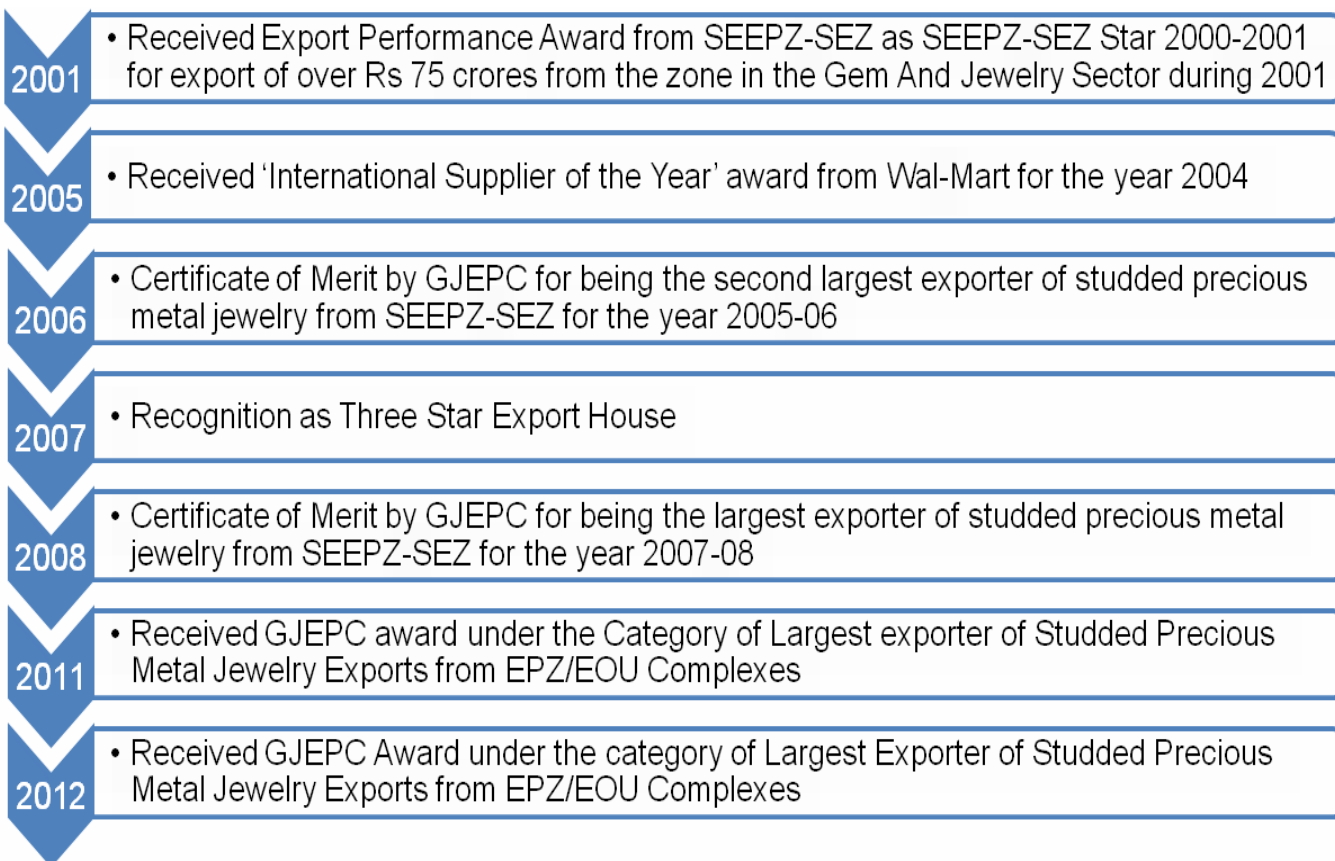 2001
• Received Export Performance Award from SEEPZ-SEZ as SEEPZ-SEZ Star 2000-2001
for export of over Rs 75 crores from the zone in the Gem And Jewelry Sector during 2001
2005
• Received ‘International Supplier of the Year’ award from Wal-Mart for the year 2004
2006
• Certificate of Merit by GJEPC for being the second largest exporter of studded precious
metal jewelry from SEEPZ-SEZ for the year 2005-06
2007
• Recognition as Three Star Export House
2008
• Certificate of Merit by GJEPC for being the largest exporter of studded precious metal
jewelry from SEEPZ-SEZ for the year 2007-08
2011
• Received GJEPC award under the Category of Largest exporter of Studded Precious
Metal Jewelry Exports from EPZ/EOU Complexes
2012
• Received GJEPC Award under the category of Largest Exporter of Studded Precious
Metal Jewelry Exports from EPZ/EOU Complexes